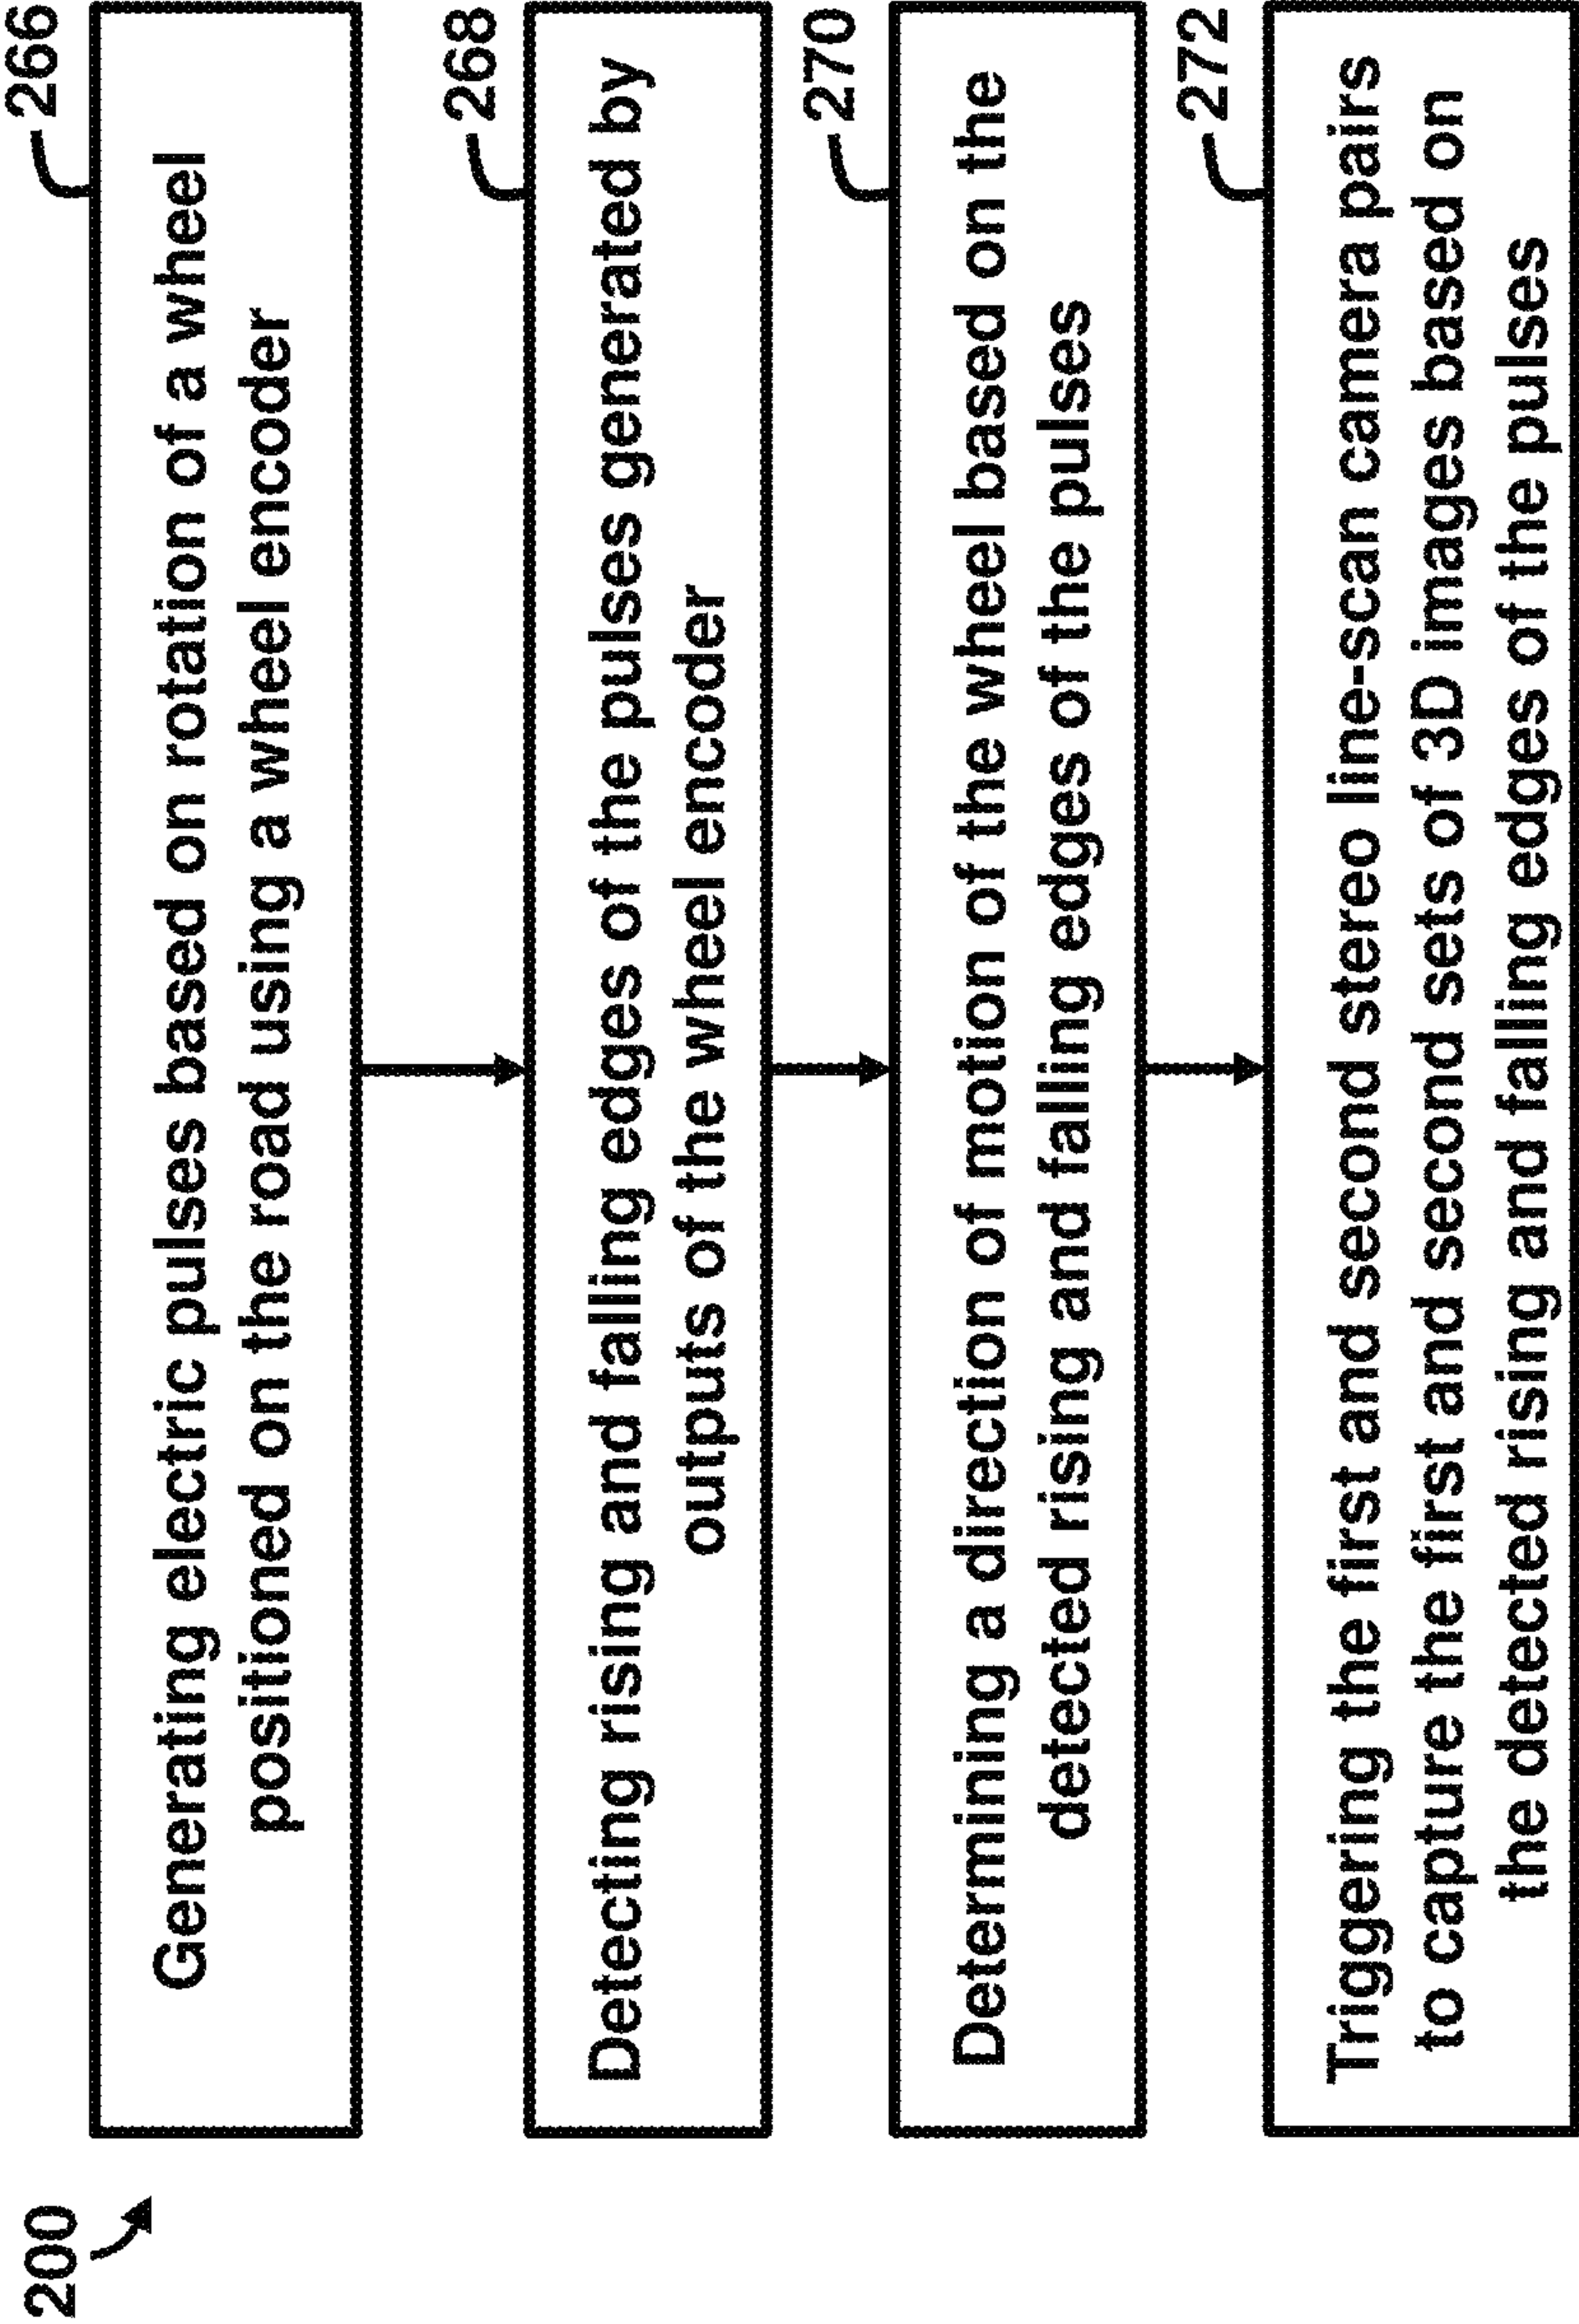 200
266
Generating electric pulses based on rotation of a wheel
positioned on the road using a wheel encoder
268
Detecting rising and falling edges of the pulses generated by
outputs of the wheel encoder
270
Determining a direction of motion of the wheel based on the
detected rising and falling edges of the pulses
272
Triggering the first and second stereo line-scan camera pairs
to capture the first and second sets of 3D images based on
the detected rising and falling edges of the pulses